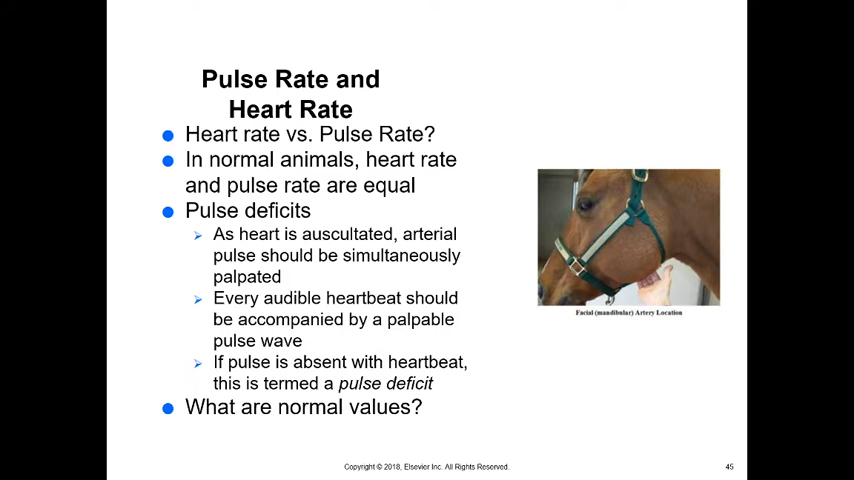 Pulse Rate and
Heart Rate
Heart rate vs. Pulse Rate?
In normal animals, heart rate
and pulse rate are equal
Pulse deficits
As heart is auscultated, arterial
pulse should be simultaneously
palpated
Every audible heartbeat should
be accompanied by a palpable
pulse wave
If pulse is absent with heartbeat,
this is termed a pulse deficit
What are normal values?
Facial (mandibular) Artery Location
Copyright © 2018, Elsevier Inc. All Rights Reserved.
45